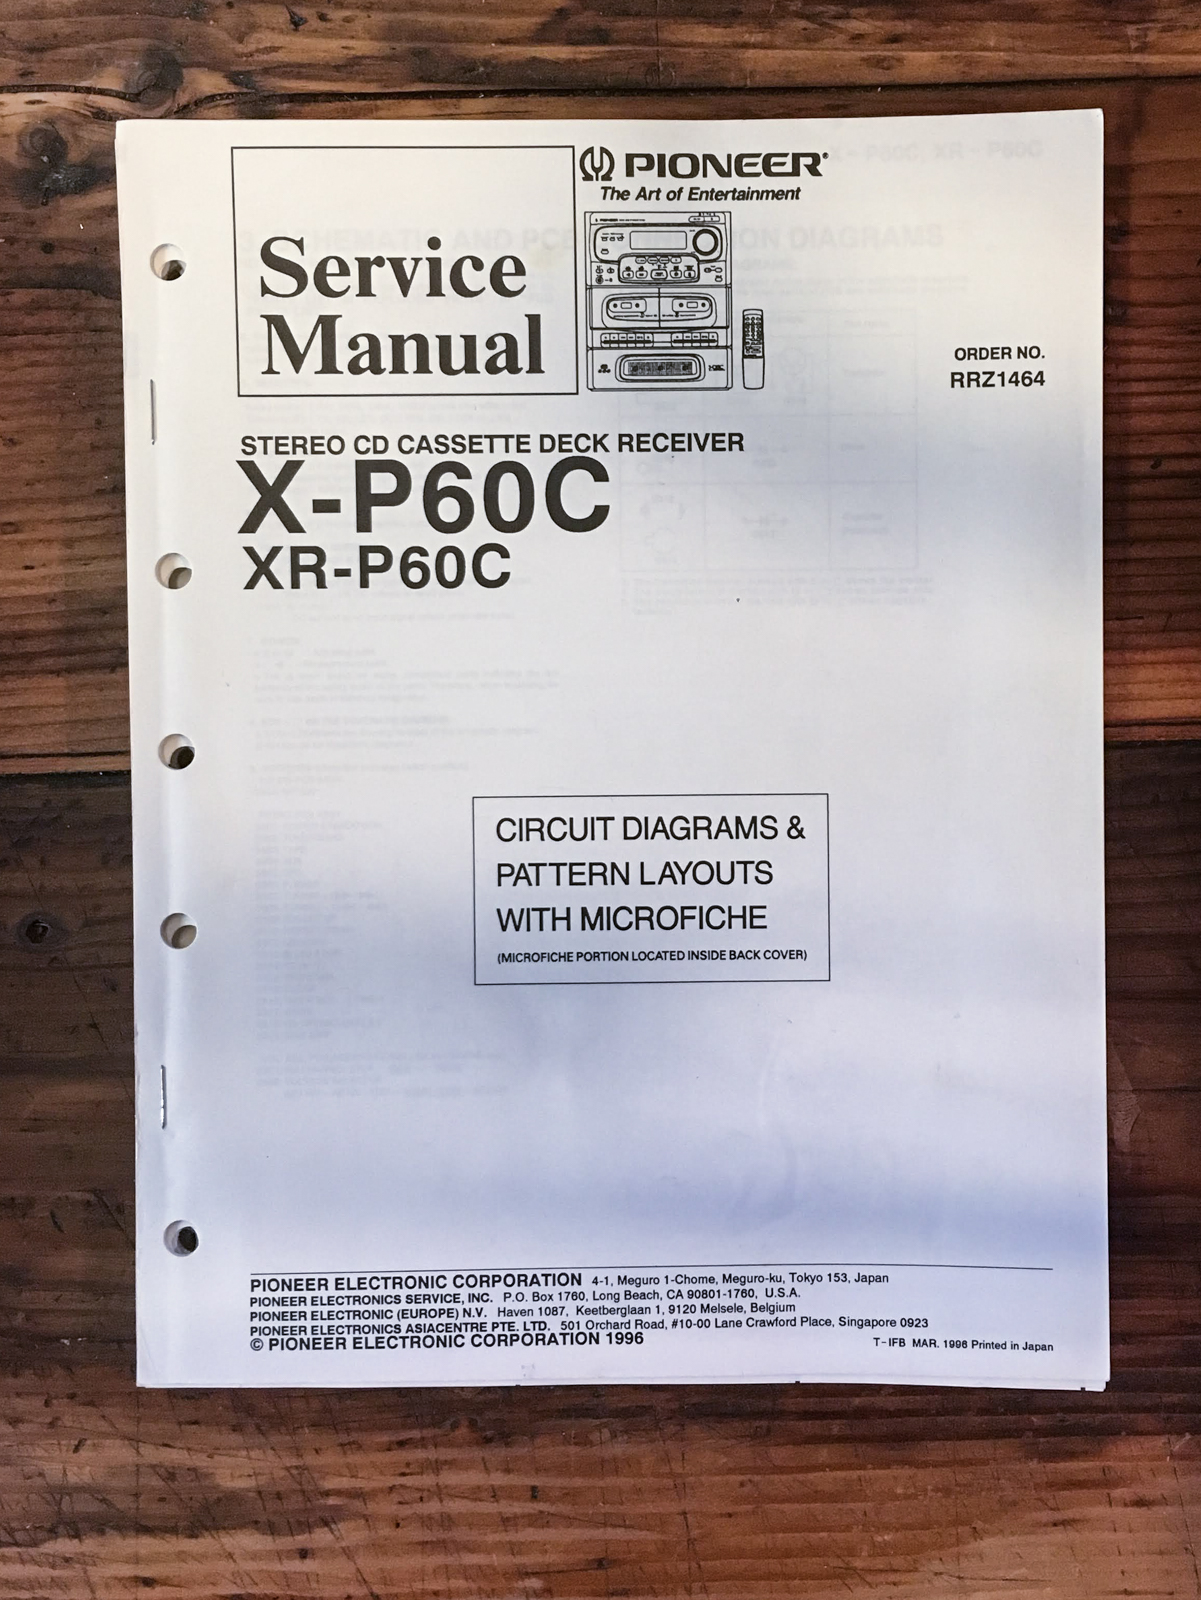 PIONEER®
The Art of Entertainment
Service
Manual
ORDER NO.
RRZ1464
STEREO CD CASSETTE DECK RECEIVER
X-P60C
XR-P60C
CIRCUIT DIAGRAMS &
PATTERN LAYOUTS
WITH MICROFICHE
(MICROFICHE PORTION LOCATED INSIDE BACK COVER)
PIONEER ELECTRONIC CORPORATION 4-1, Meguro 1-Chome, Meguro-ku, Tokyo 153, Japan
PIONEER ELECTRONICS SERVICE, INC. P.O. Box 1760, Long Beach, CA 90801-1760, U.S.A.
PIONEER ELECTRONIC (EUROPE) N.V. Haven 1087, Keetberglaan 1, 9120 Melsele, Belgium
PIONEER ELECTRONICS ASIACENTRE PTE. LTD. 501 Orchard Road, #10-00 Lane Crawford Place, Singapore 0923
© PIONEER ELECTRONIC CORPORATION 1996
T-IFB MAR. 1996 Printed in Japan